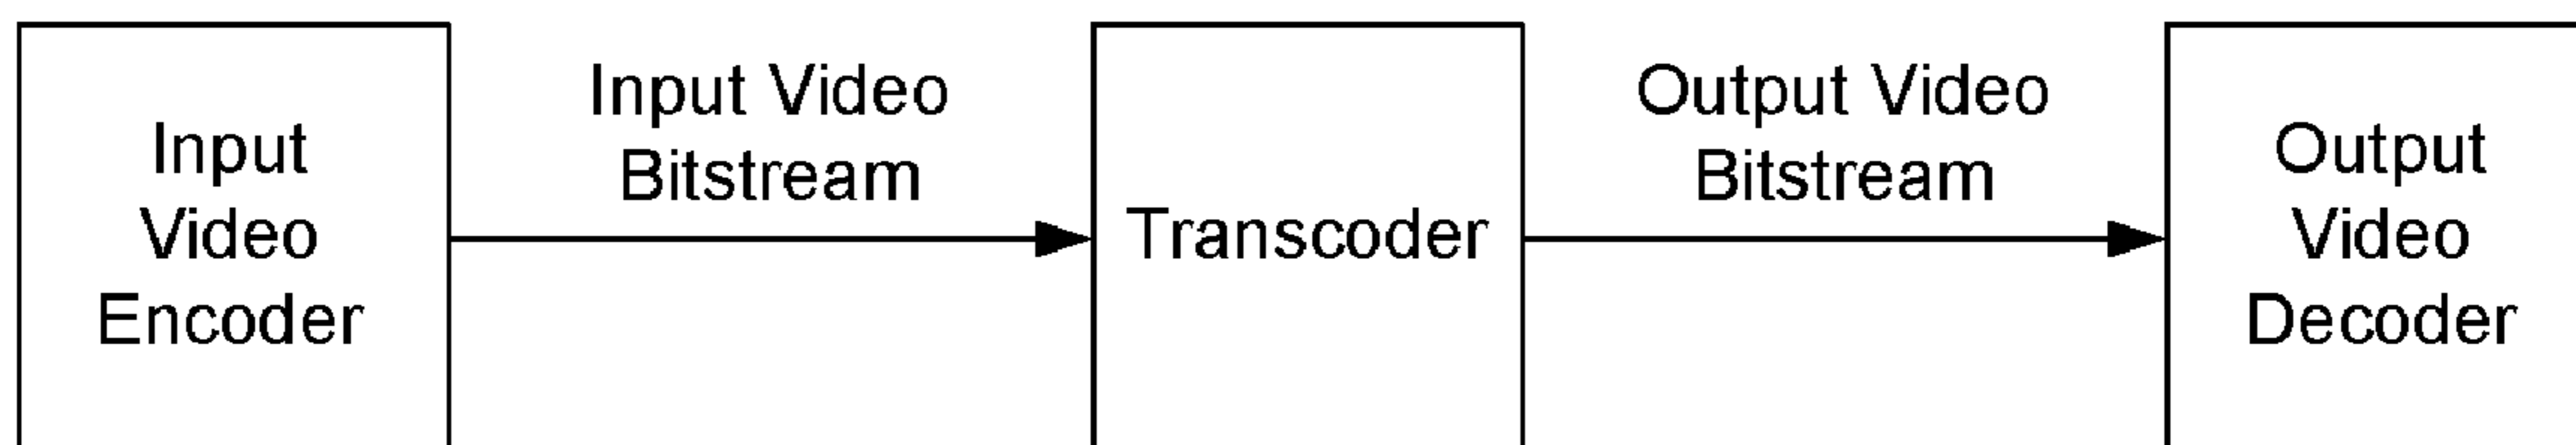 Input
Video
Encoder
Input Video
Bitstream
Transcoder
Output Video
Bitstream
Output
Video
Decoder